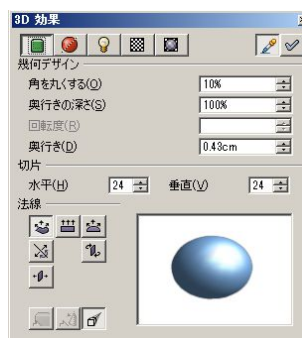 3D 効果
幾何デザイン
角を丸くする(O) 10%
奥行きの深さ(S) 100%
回転度(R)
奥行き(D) 0.43cm
切片
水平(H) 24 垂直(V) 24
法線